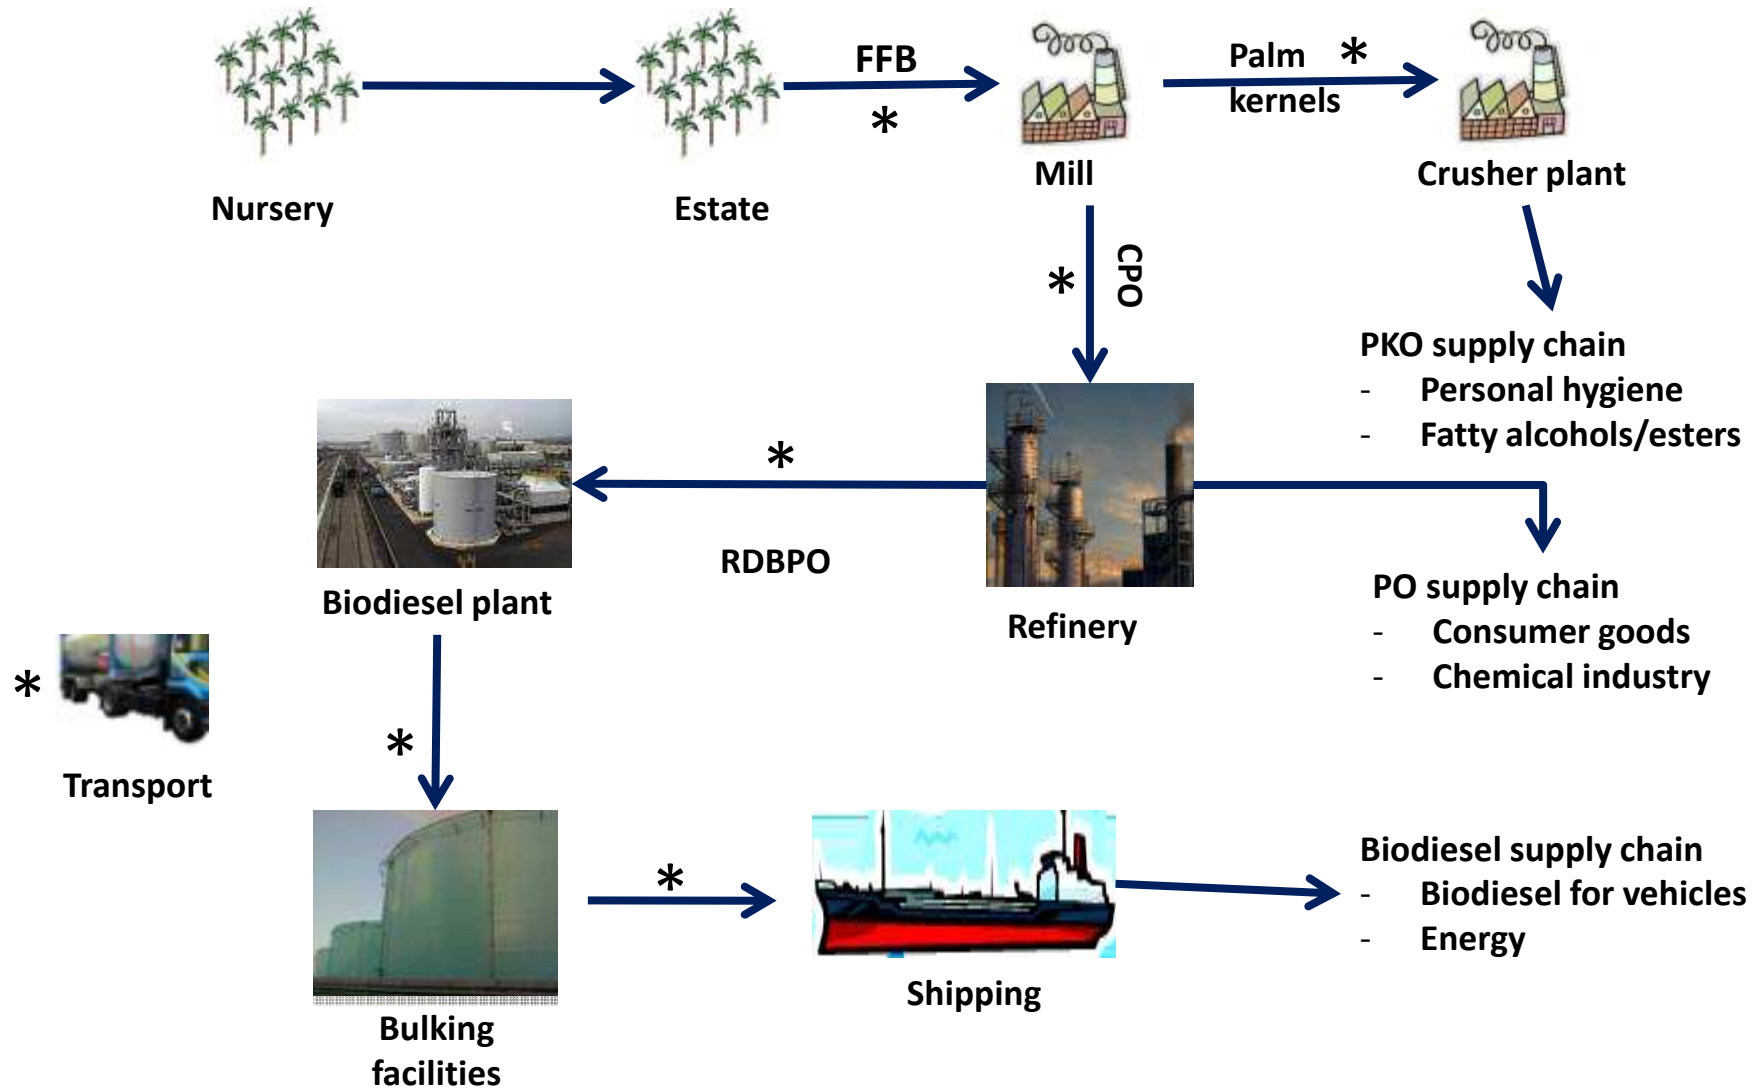 FFB
*
Palm *
kernels
Nursery
Estate
Mill
Crusher plant
*
CPO
PKO supply chain
- Personal hygiene
- Fatty alcohols/esters
*
RDBPO
Biodiesel plant
Refinery
PO supply chain
- Consumer goods
- Chemical industry
*
Transport
*
*
Biodiesel supply chain
- Biodiesel for vehicles
- Energy
Shipping
Bulking
facilities